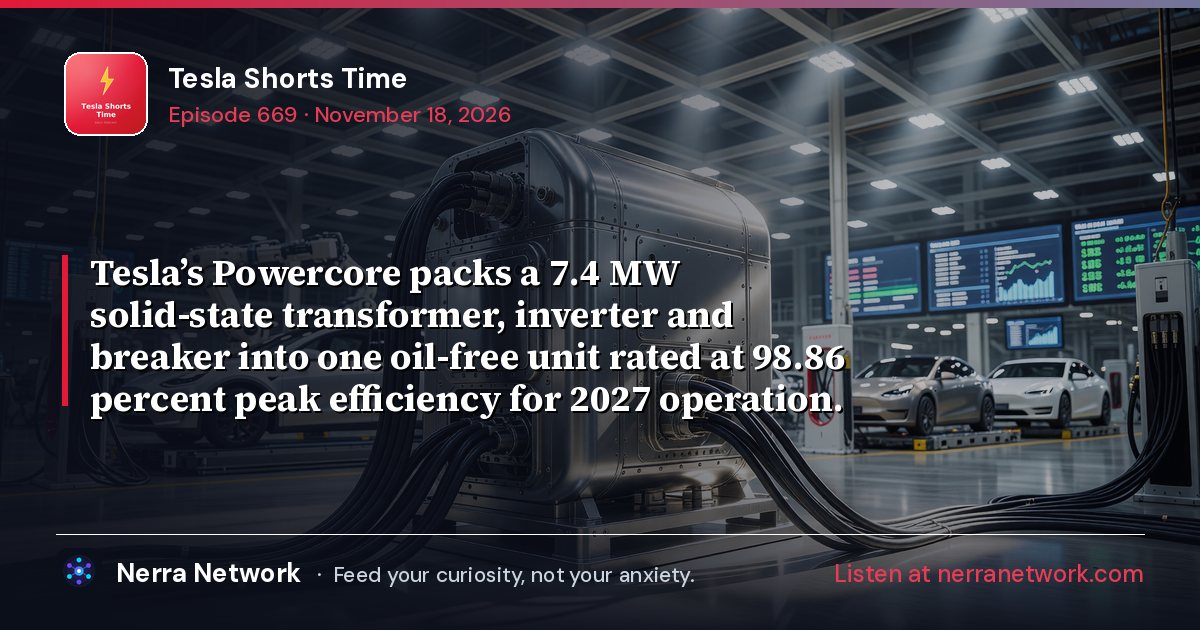 Tesla Shorts
Time
Tesla Shorts Time
Episode 669 · November 18, 2026
Tesla’s Powercore packs a 7.4 MW
solid-state transformer, inverter and
breaker into one oil-free unit rated at 98.86
percent peak efficiency for 2027 operation.
Nerra Network · Feed your curiosity, not your anxiety.
Listen at nerranetwork.com